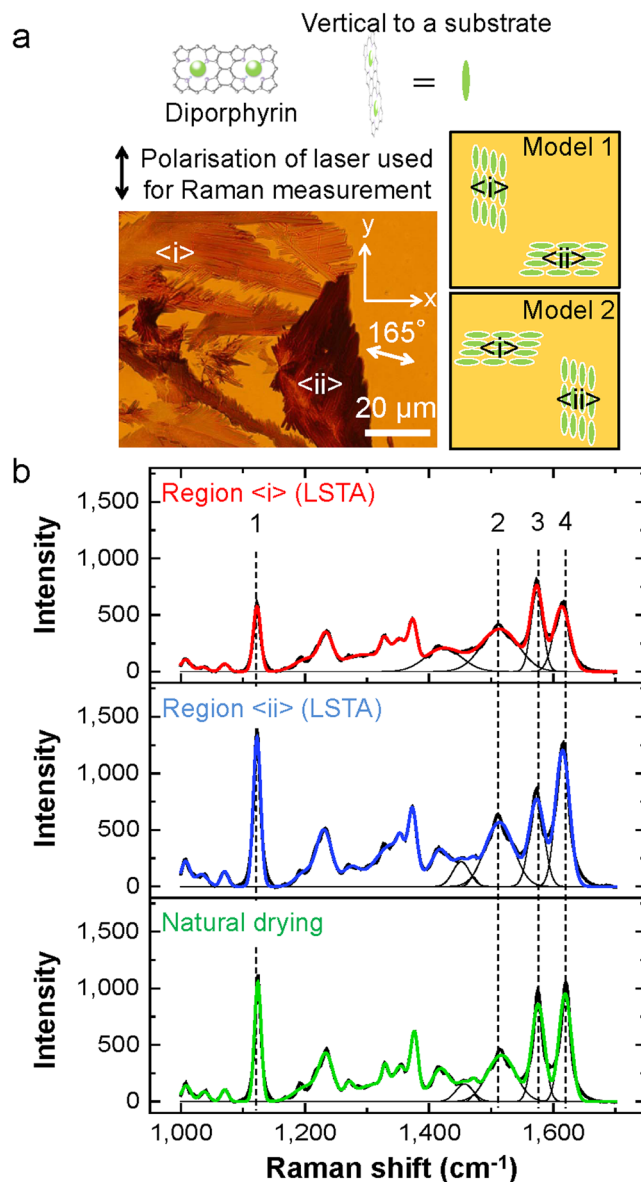 a
Vertical to a substrate
=
Diporphyrin
Polarisation of laser used
for Raman measurement
Model 1
<i>
<ii>
<i>
y
x
165°
<ii>
20 μm
Model 2
<i>
<ii>
b
Region <i> (LSTA)
1 2 3 4
1,500
1,000
500
0
Intensity
Region <ii> (LSTA)
1,500
1,000
500
0
Intensity
Natural drying
1,500
1,000
500
0
Intensity
1,000 1,200 1,400 1,600
Raman shift (cm⁻¹)